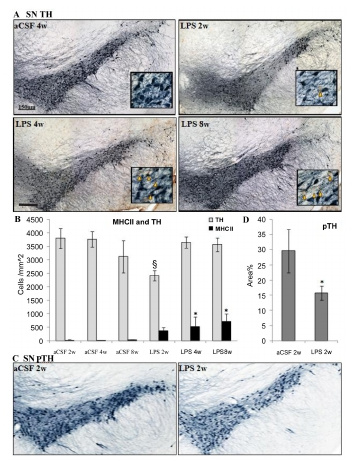 A SN TH
aCSF 4w
LPS 2w
150um
LPS 4w
LPS 8w
B
MHCII and TH
TH
MHCII
Cells /mm^2
4500
4000
3500
3000
2500
2000
1500
1000
500
0
§
*
*
aCSF 2w
aCSF 4w
aCSF 8w
LPS 2w
LPS 4w
LPS8w
D
pTH
Area%
40
35
30
25
20
15
10
5
0
*
aCSF 2w
LPS 2w
C SN pTH
aCSF 2w
LPS 2w